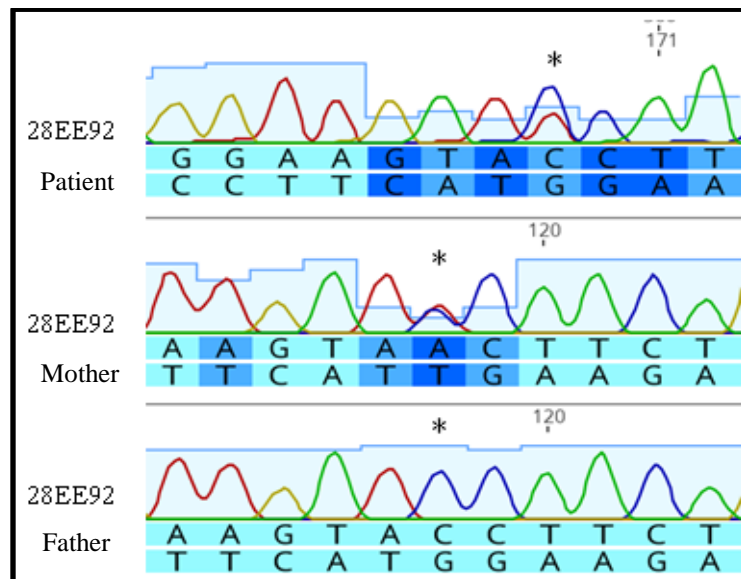 171
*
28EE92
G G A A G T A C C T T
Patient
C C T T C A T G G A A
120
*
28EE92
A A G T A A C T T C T
Mother
T T C A T T G A A G A
120
*
28EE92
A A G T A C C T T C T
Father
T T C A T G G A A G A